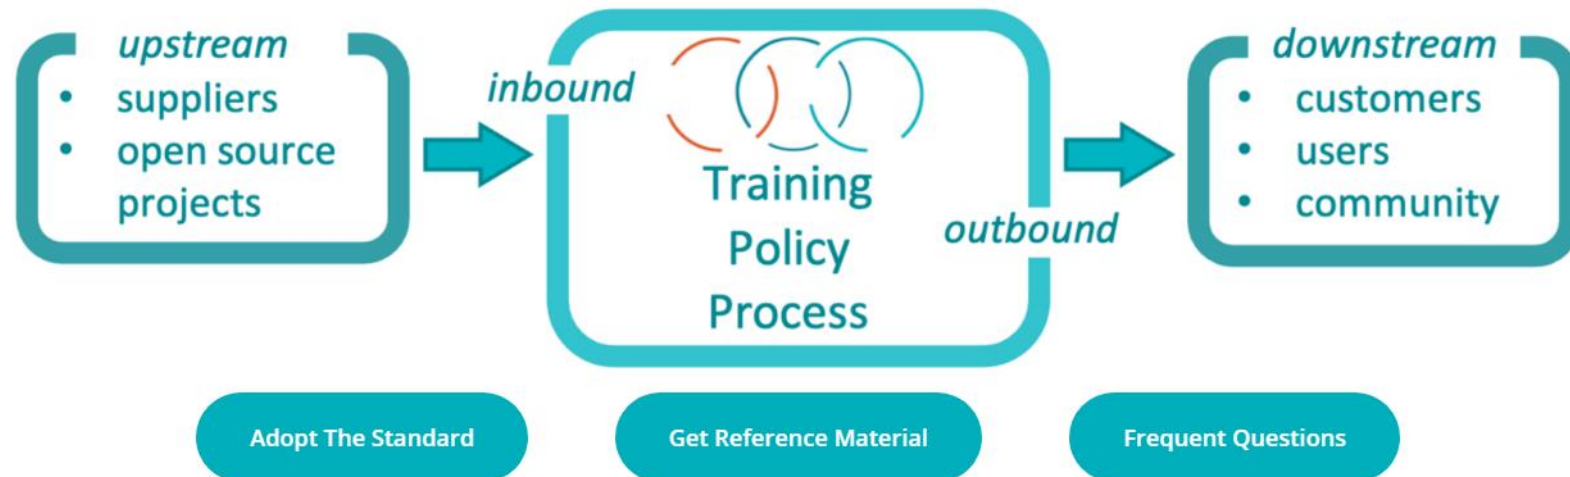 upstream
• suppliers
• open source
projects
inbound
Training
Policy
Process
outbound
downstream
• customers
• users
• community
Adopt The Standard
Get Reference Material
Frequent Questions